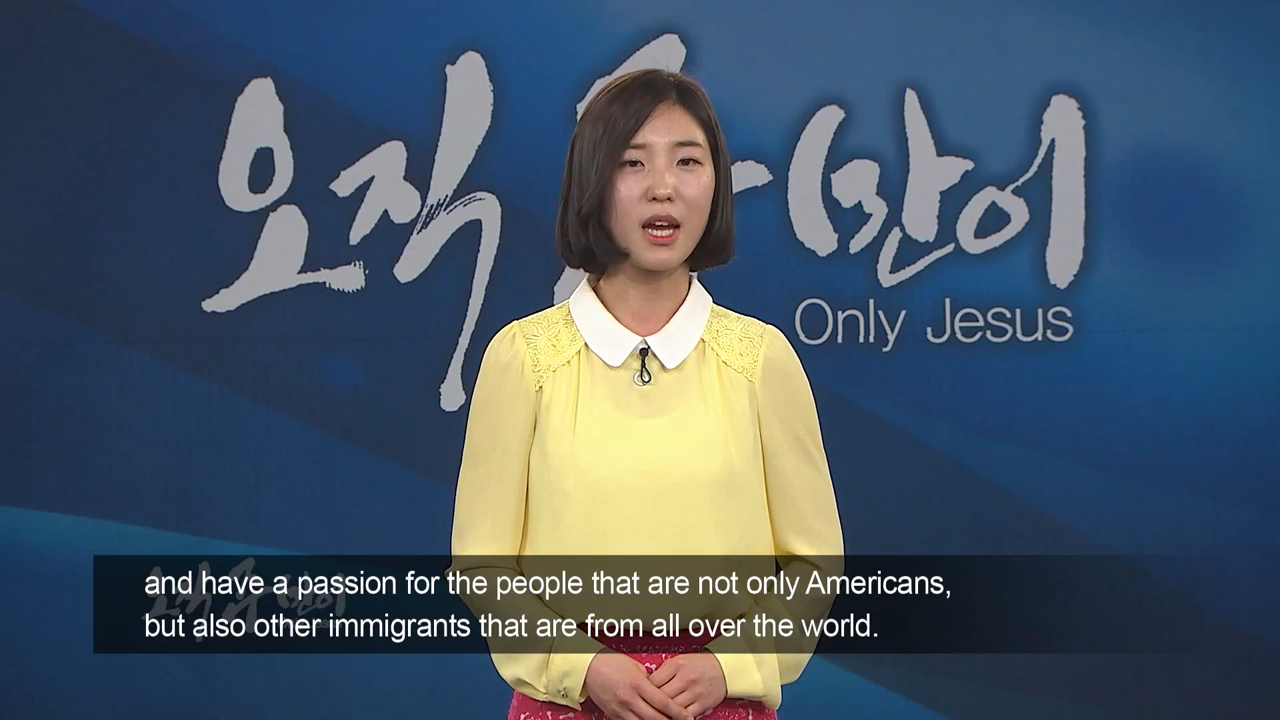 오직 만이
Only Jesus
and have a passion for the people that are not only Americans,
but also other immigrants that are from all over the world.